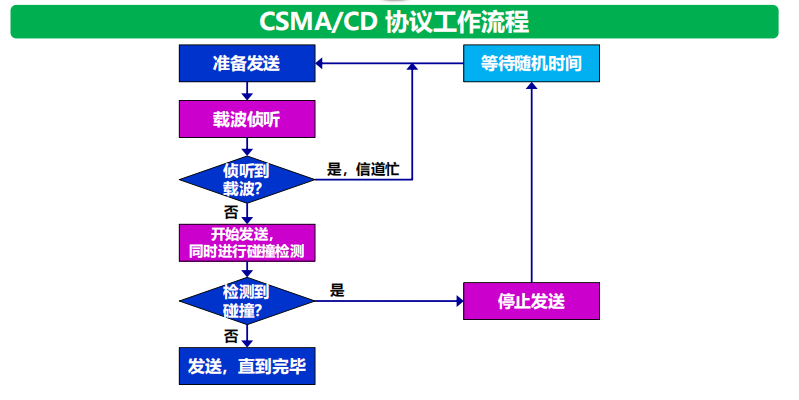 CSMA/CD 协议工作流程
准备发送
等待随机时间
载波侦听
侦听到
载波?
是，信道忙
否
开始发送，
同时进行碰撞检测
检测到
碰撞?
是
停止发送
否
发送，直到完毕